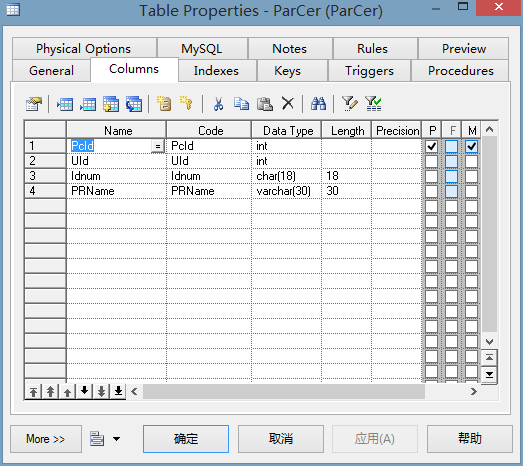 Table Properties - ParCer (ParCer)
Physical Options MySQL Notes Rules Preview
General Columns Indexes Keys Triggers Procedures
Name Code Data Type Length Precision P F M
1 PcId = PcId int
2 UId UId int
3 Idnum Idnum char(18) 18
4 PRName PRName varchar(30) 30
More >> 确定 取消 应用(A) 帮助